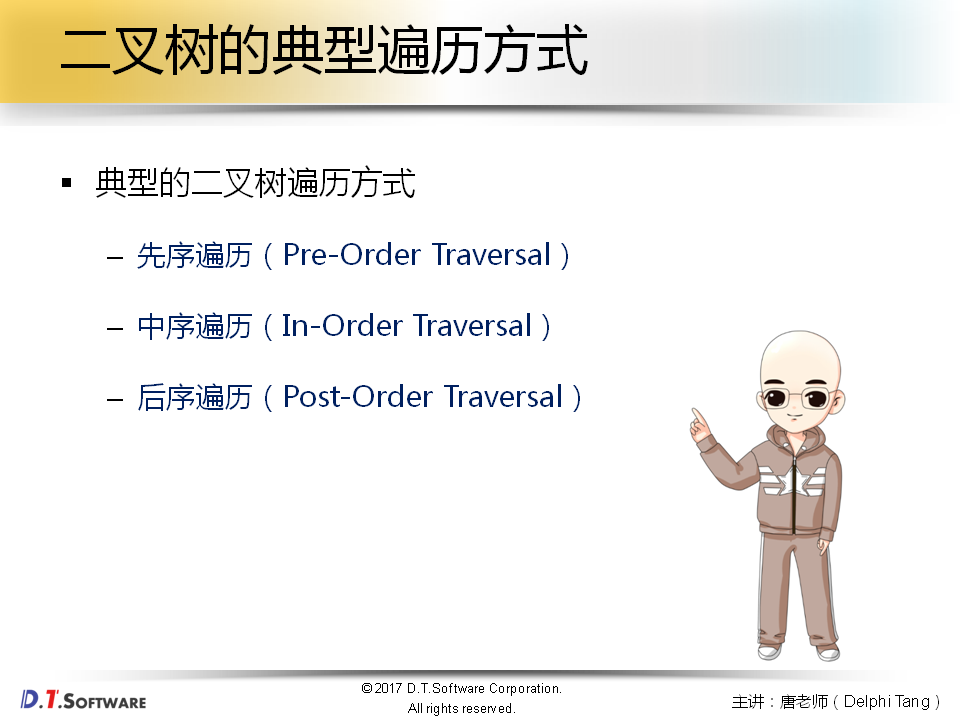 二叉树的典型遍历方式
▪ 典型的二叉树遍历方式
– 先序遍历（Pre-Order Traversal）
– 中序遍历（In-Order Traversal）
– 后序遍历（Post-Order Traversal）
D.T.Software
©2017 D.T.Software Corporation.
All rights reserved.
主讲：唐老师（Delphi Tang）